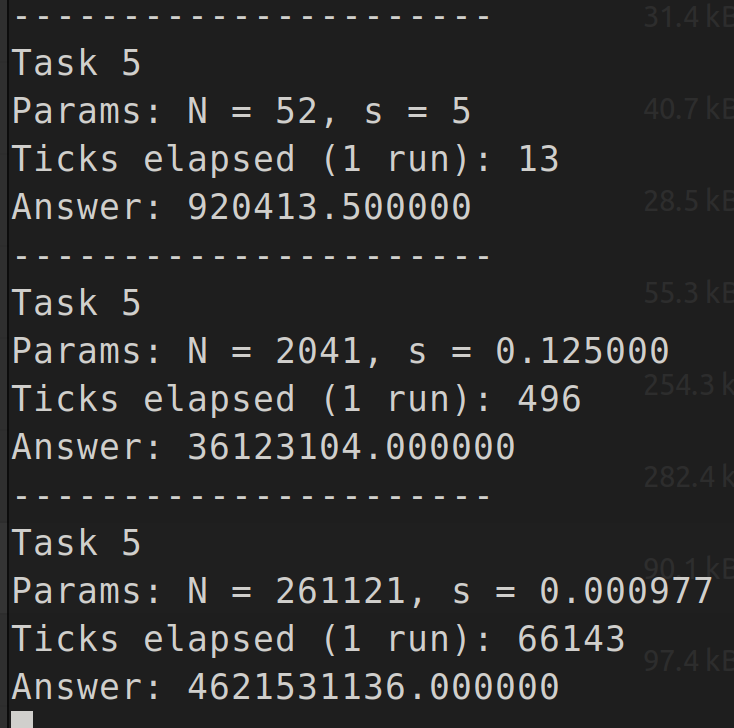 ----------------------
31.4 kB
Task 5
Params: N = 52, s = 5
40.7 kB
Ticks elapsed (1 run): 13
Answer: 920413.500000
28.5 kB
----------------------
Task 5
55.3 kB
Params: N = 2041, s = 0.125000
Ticks elapsed (1 run): 496
254.3 k
Answer: 36123104.000000
----------------------
282.4 k
Task 5
90.1 kB
Params: N = 261121, s = 0.000977
Ticks elapsed (1 run): 66143
97.4 kB
Answer: 4621531136.000000